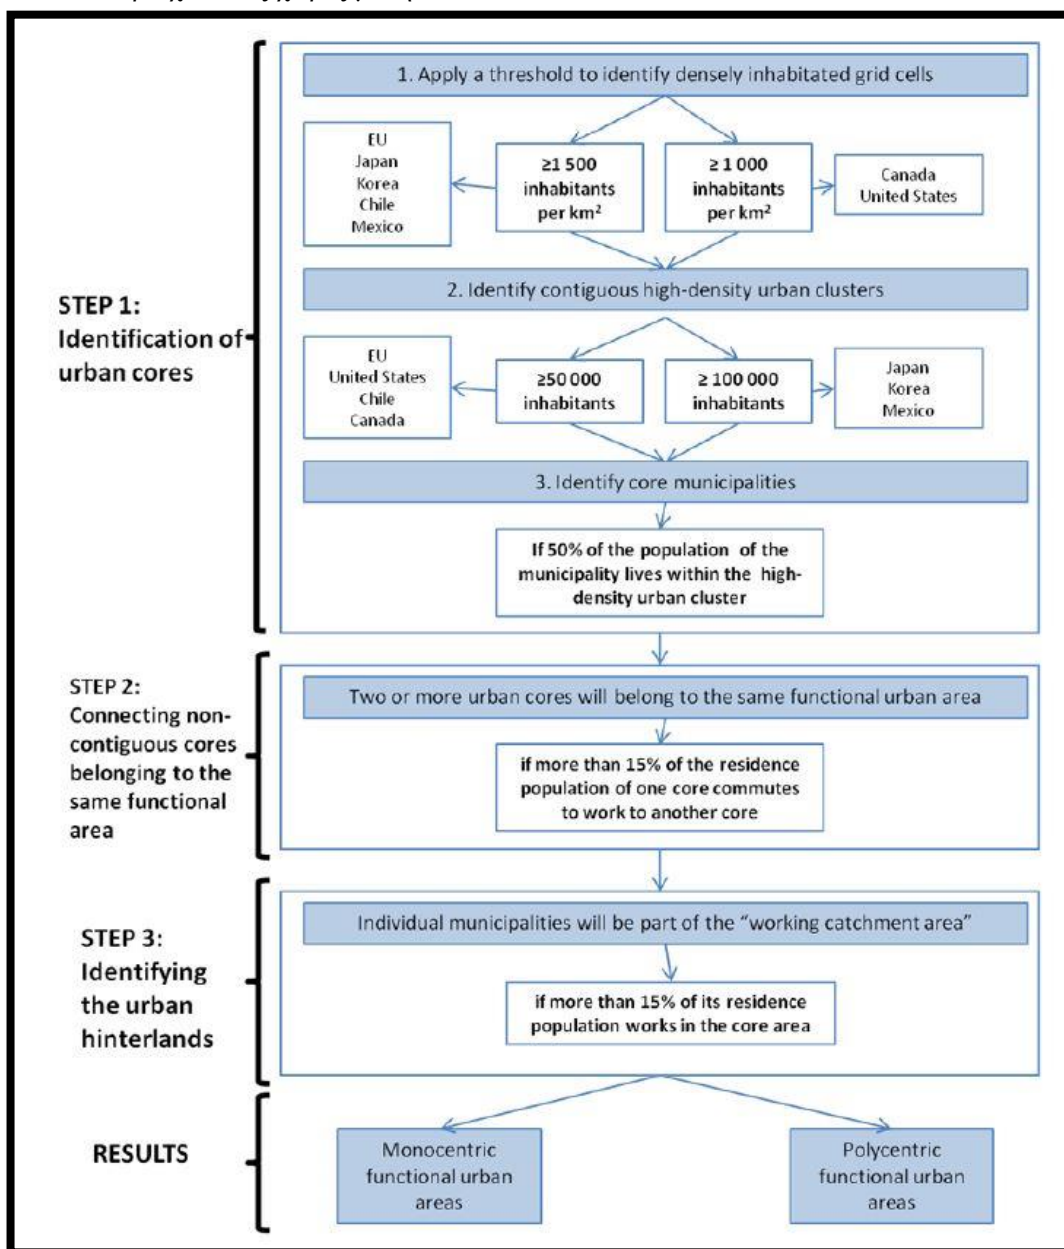 1. Apply a threshold to identify densely inhabitated grid cells
EU
Japan
Korea
Chile
Mexico
≥1 500
inhabitants
per km²
≥ 1 000
inhabitants
per km²
Canada
United States
STEP 1:
Identification of
urban cores
2. Identify contiguous high-density urban clusters
EU
United States
Chile
Canada
≥50 000
inhabitants
≥ 100 000
inhabitants
Japan
Korea
Mexico
3. Identify core municipalities
If 50% of the population of the
municipality lives within the high-
density urban cluster
STEP 2:
Connecting non-
contiguous cores
belonging to the
same functional
area
Two or more urban cores will belong to the same functional urban area
if more than 15% of the residence
population of one core commutes
to work to another core
STEP 3:
Identifying
the urban
hinterlands
Individual municipalities will be part of the “working catchment area”
if more than 15% of its residence
population works in the core area
RESULTS
Monocentric
functional urban
areas
Polycentric
functional urban
areas